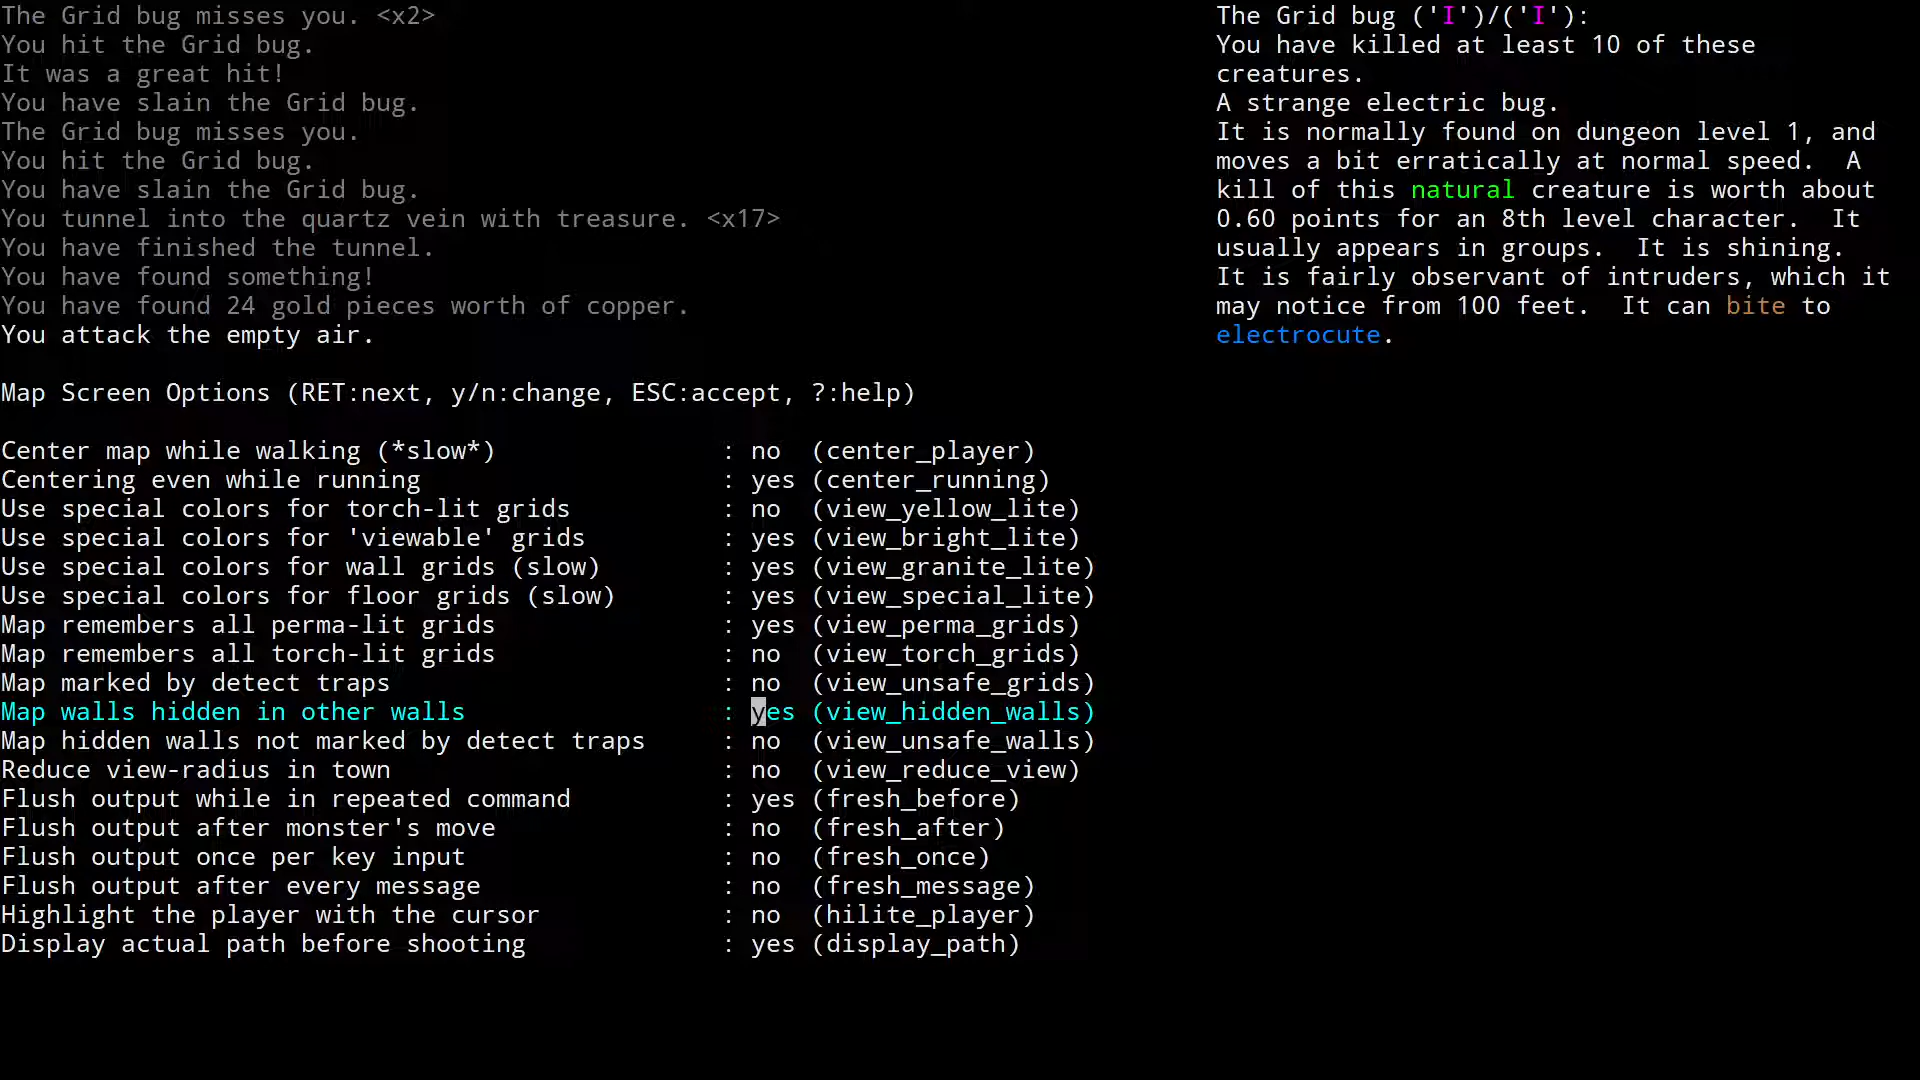 The Grid bug misses you. <x2>
You hit the Grid bug.
It was a great hit!
You have slain the Grid bug.
The Grid bug misses you.
You hit the Grid bug.
You have slain the Grid bug.
You tunnel into the quartz vein with treasure. <x17>
You have finished the tunnel.
You have found something!
You have found 24 gold pieces worth of copper.
You attack the empty air.
Map Screen Options (RET:next, y/n:change, ESC:accept, ?:help)
Center map while walking (*slow*) : no (center_player)
Centering even while running : yes (center_running)
Use special colors for torch-lit grids : no (view_yellow_lite)
Use special colors for 'viewable' grids : yes (view_bright_lite)
Use special colors for wall grids (slow) : yes (view_granite_lite)
Use special colors for floor grids (slow) : yes (view_special_lite)
Map remembers all perma-lit grids : yes (view_perma_grids)
Map remembers all torch-lit grids : no (view_torch_grids)
Map marked by detect traps : no (view_unsafe_grids)
Map walls hidden in other walls : yes (view_hidden_walls)
Map hidden walls not marked by detect traps : no (view_unsafe_walls)
Reduce view-radius in town : no (view_reduce_view)
Flush output while in repeated command : yes (fresh_before)
Flush output after monster's move : no (fresh_after)
Flush output once per key input : no (fresh_once)
Flush output after every message : no (fresh_message)
Highlight the player with the cursor : no (hilite_player)
Display actual path before shooting : yes (display_path)
The Grid bug ('I')/('I'):
You have killed at least 10 of these
creatures.
A strange electric bug.
It is normally found on dungeon level 1, and
moves a bit erratically at normal speed. A
kill of this natural creature is worth about
0.60 points for an 8th level character. It
usually appears in groups. It is shining.
It is fairly observant of intruders, which it
may notice from 100 feet. It can bite to
electrocute.